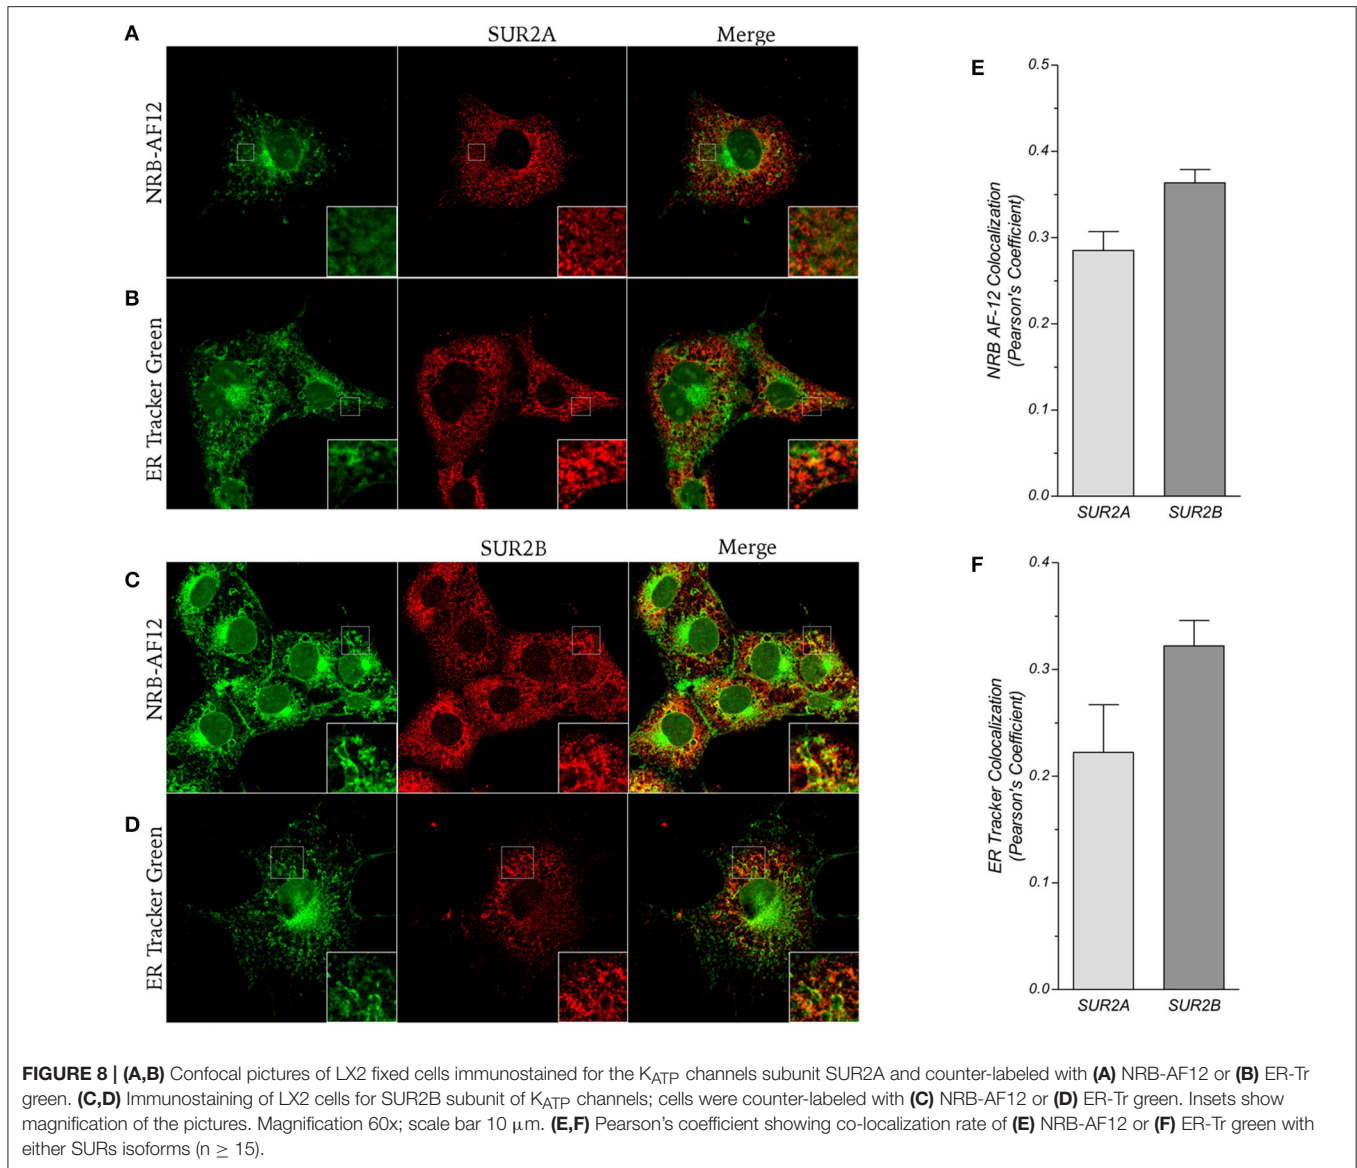 A
SUR2A
Merge
NRB-AF12
B
ER Tracker Green
SUR2B
Merge
C
NRB-AF12
D
ER Tracker Green
E
NRB AF-12 Colocalization
(Pearson's Coefficient)
0.5
0.4
0.3
0.2
0.1
0.0
SUR2A
SUR2B
F
ER Tracker Colocalization
(Pearson's Coefficient)
0.4
0.3
0.2
0.1
0.0
SUR2A
SUR2B
FIGURE 8 | (A,B) Confocal pictures of LX2 fixed cells immunostained for the KATP channels subunit SUR2A and counter-labeled with (A) NRB-AF12 or (B) ER-Tr
green. (C,D) Immunostaining of LX2 cells for SUR2B subunit of KATP channels; cells were counter-labeled with (C) NRB-AF12 or (D) ER-Tr green. Insets show
magnification of the pictures. Magnification 60x; scale bar 10 μm. (E,F) Pearson's coefficient showing co-localization rate of (E) NRB-AF12 or (F) ER-Tr green with
either SURs isoforms (n ≥ 15).